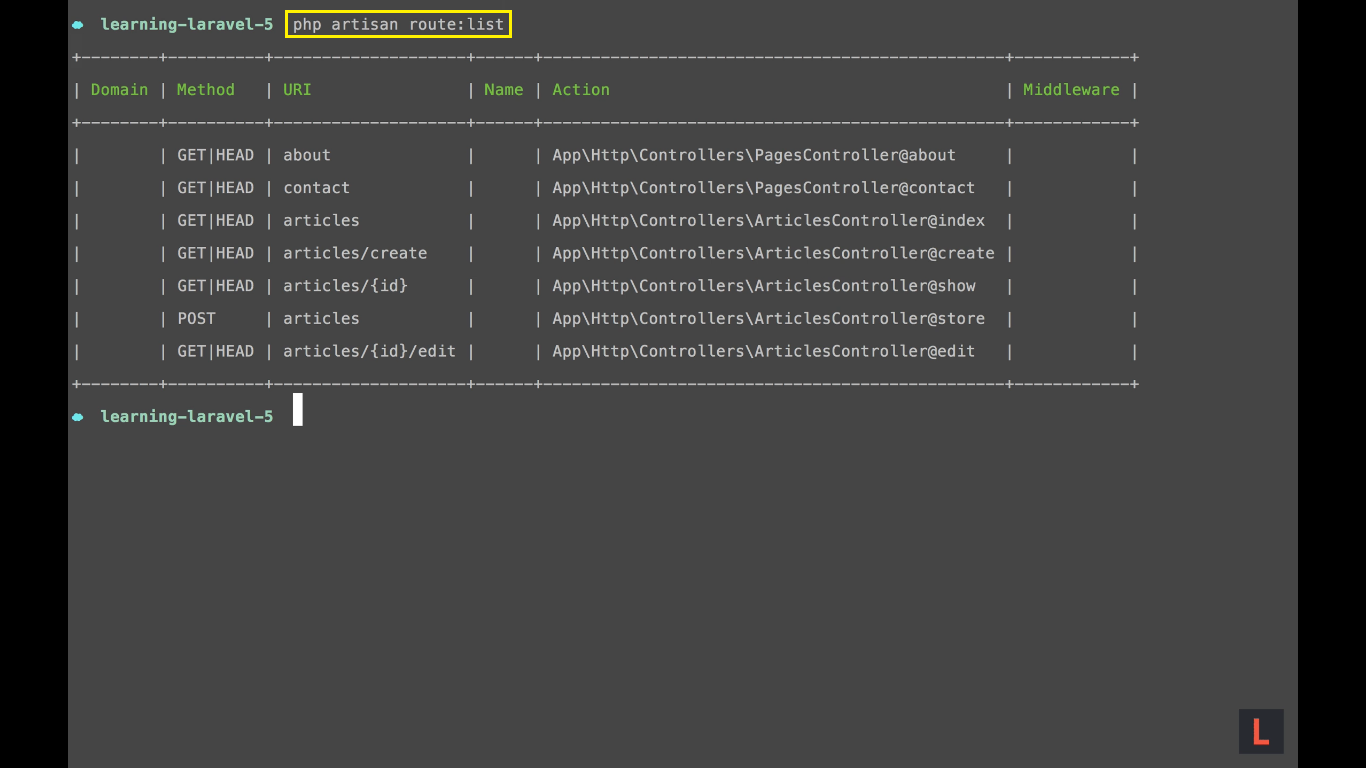 learning-laravel-5 php artisan route:list
+--------+----------+--------------------+------+------------------------------------------------+------------+
| Domain | Method   | URI                | Name | Action                                         | Middleware |
+--------+----------+--------------------+------+------------------------------------------------+------------+
|        | GET|HEAD | about              |      | App\Http\Controllers\PagesController@about     |            |
|        | GET|HEAD | contact            |      | App\Http\Controllers\PagesController@contact   |            |
|        | GET|HEAD | articles           |      | App\Http\Controllers\ArticlesController@index  |            |
|        | GET|HEAD | articles/create    |      | App\Http\Controllers\ArticlesController@create |            |
|        | GET|HEAD | articles/{id}      |      | App\Http\Controllers\ArticlesController@show   |            |
|        | POST     | articles           |      | App\Http\Controllers\ArticlesController@store  |            |
|        | GET|HEAD | articles/{id}/edit |      | App\Http\Controllers\ArticlesController@edit   |            |
+--------+----------+--------------------+------+------------------------------------------------+------------+
learning-laravel-5
L